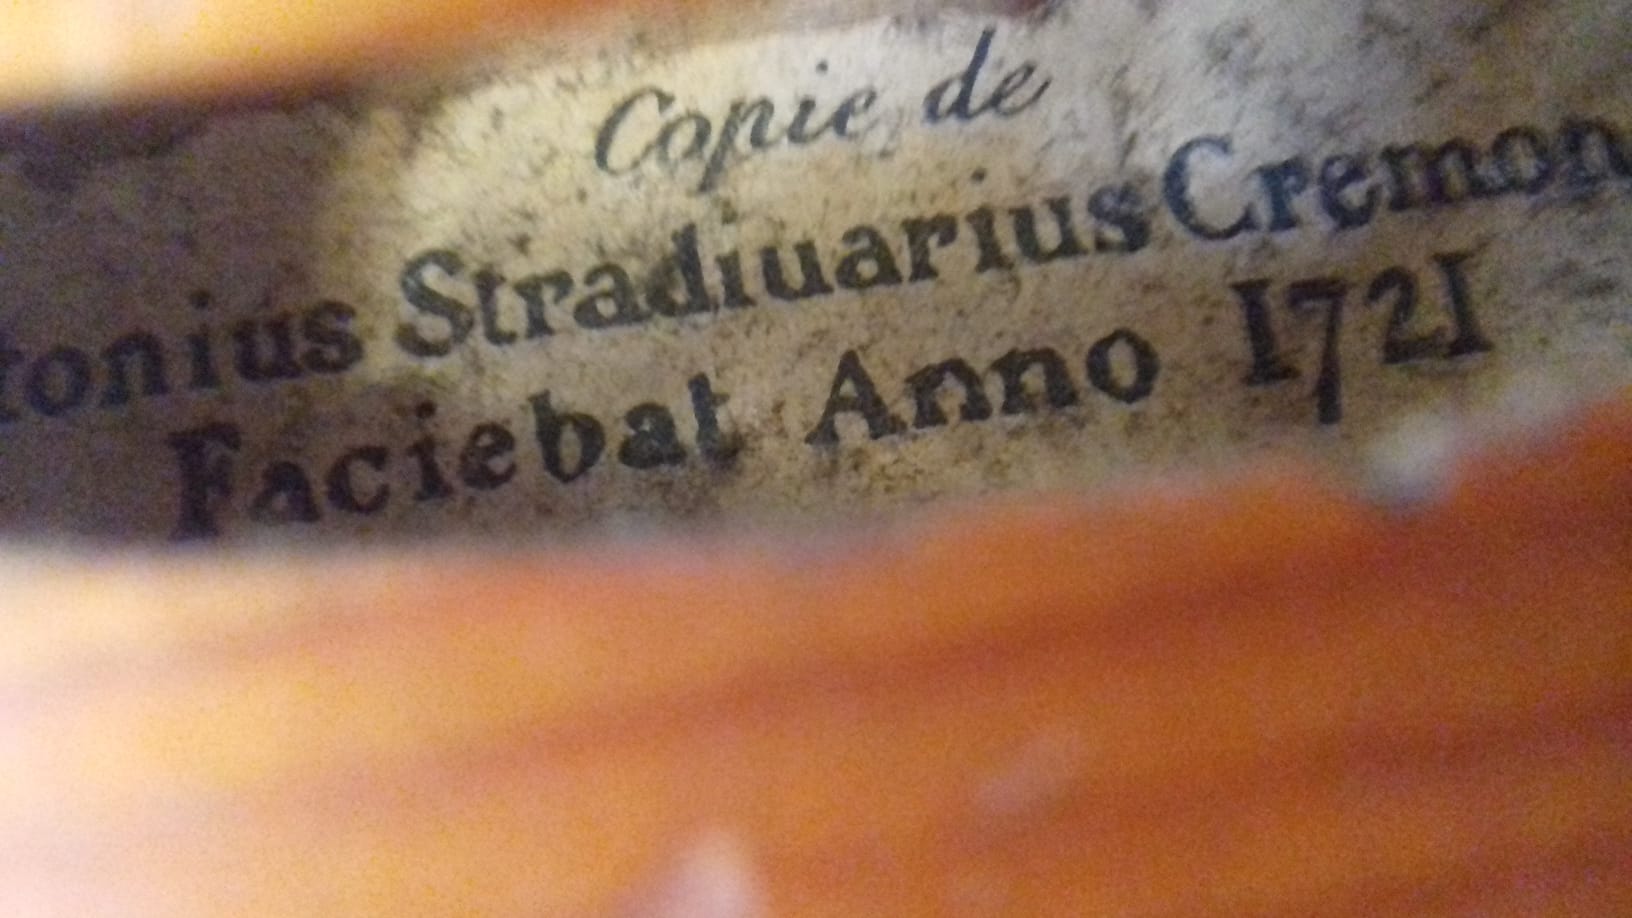 Copie de
tonius Stradiuarius Cremon
Faciebat Anno 1721